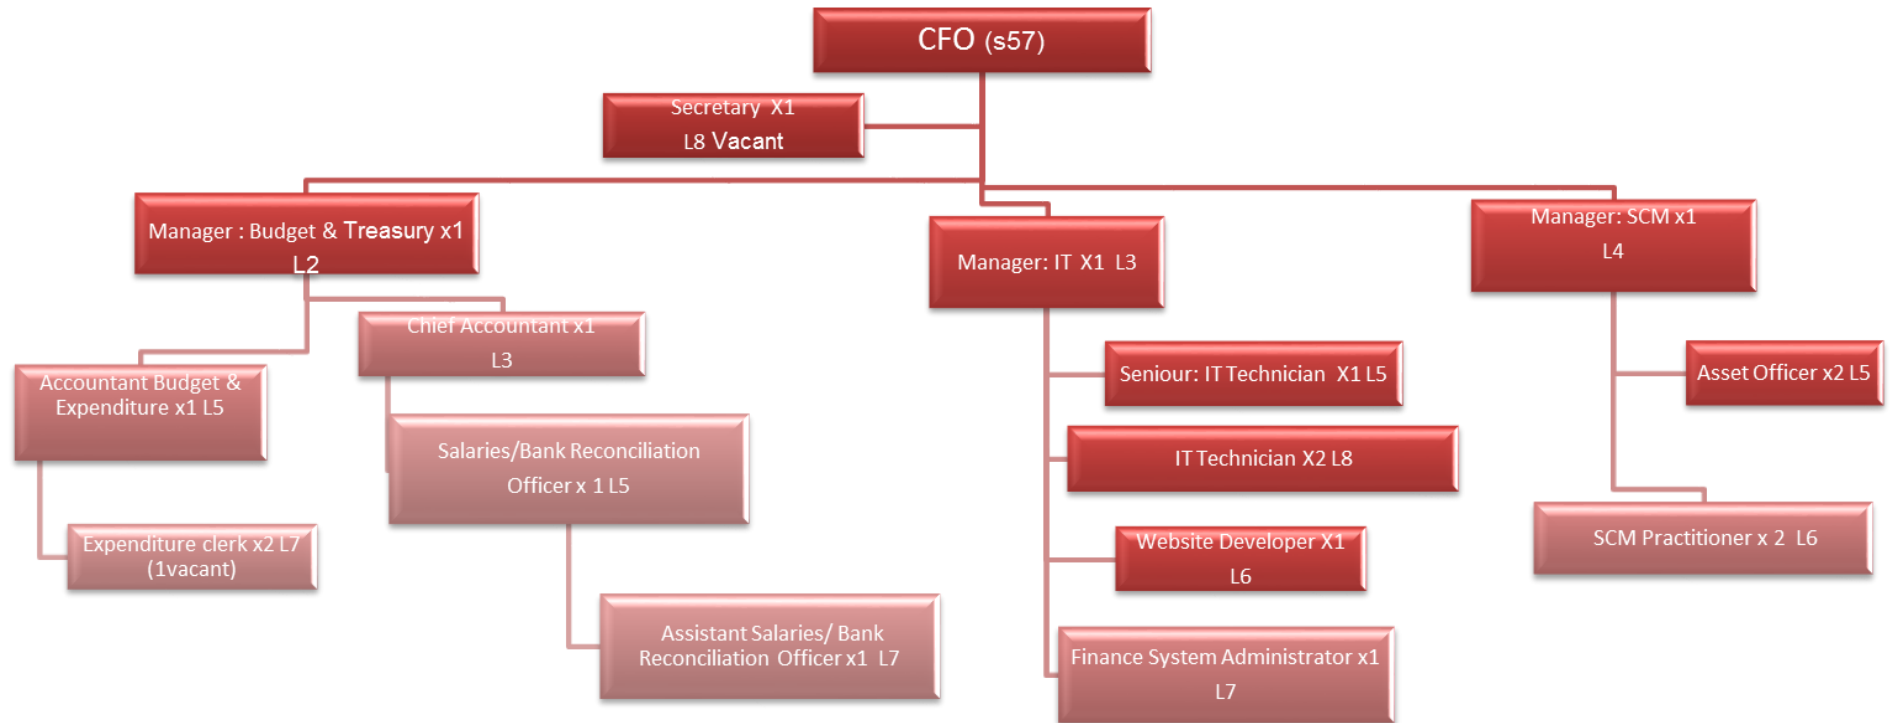 CFO (s57)
Secretary X1
L8 Vacant
Manager : Budget & Treasury x1
L2
Manager: IT X1 L3
Manager: SCM x1
L4
Chief Accountant x1
L3
Accountant Budget &
Expenditure x1 L5
Salaries/Bank Reconciliation
Officer x 1 L5
Expenditure clerk x2 L7
(1vacant)
Assistant Salaries/ Bank
Reconciliation Officer x1 L7
Seniour: IT Technician X1 L5
IT Technician X2 L8
Website Developer X1
L6
Finance System Administrator x1
L7
Asset Officer x2 L5
SCM Practitioner x 2 L6